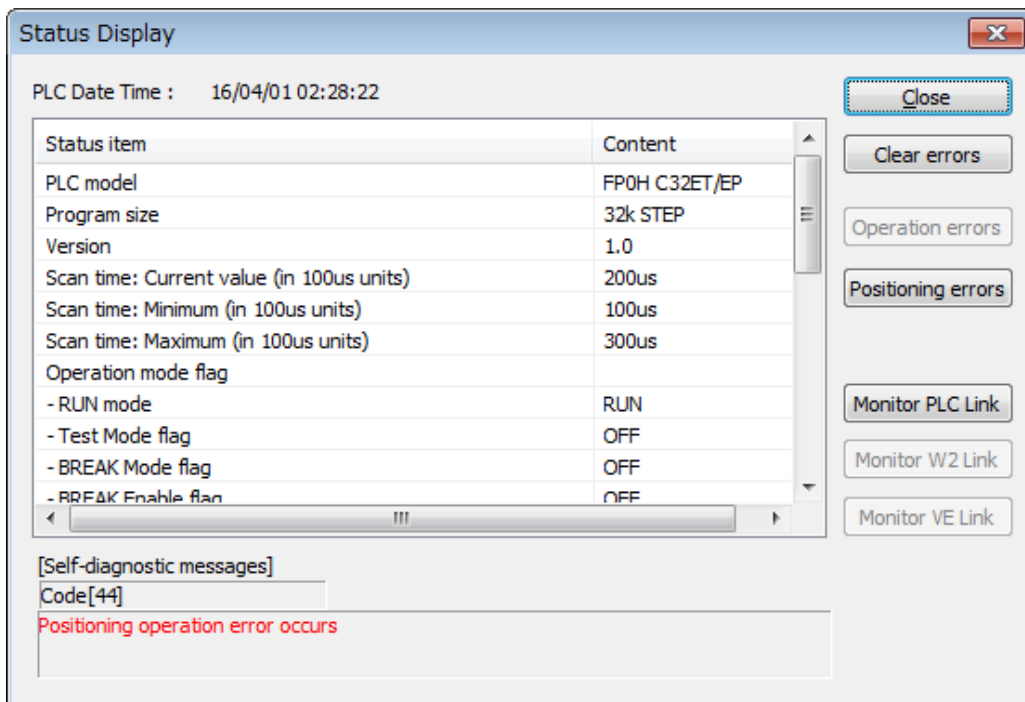 Status Display
PLC Date Time : 16/04/01 02:28:22
Close
Status item Content
Clear errors
PLC model FP0H C32ET/EP
Program size 32k STEP
Operation errors
Version 1.0
Scan time: Current value (in 100us units) 200us
Positioning errors
Scan time: Minimum (in 100us units) 100us
Scan time: Maximum (in 100us units) 300us
Operation mode flag
- RUN mode RUN
Monitor PLC Link
- Test Mode flag OFF
- BREAK Mode flag OFF
Monitor W2 Link
- BREAK Enable flag OFF
Monitor VE Link
[Self-diagnostic messages]
Code[44]
Positioning operation error occurs